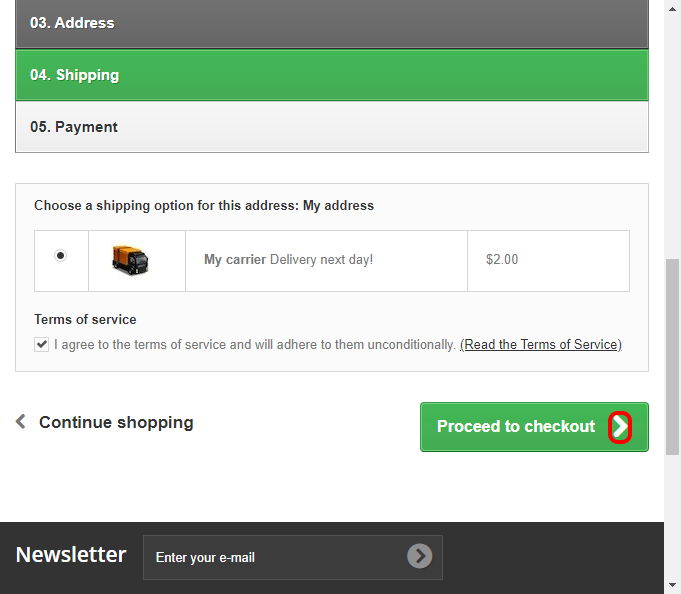 03. Address
04. Shipping
05. Payment
Choose a shipping option for this address: My address
My carrier Delivery next day! $2.00
Terms of service
I agree to the terms of service and will adhere to them unconditionally. (Read the Terms of Service)
Continue shopping
Proceed to checkout
Newsletter
Enter your e-mail